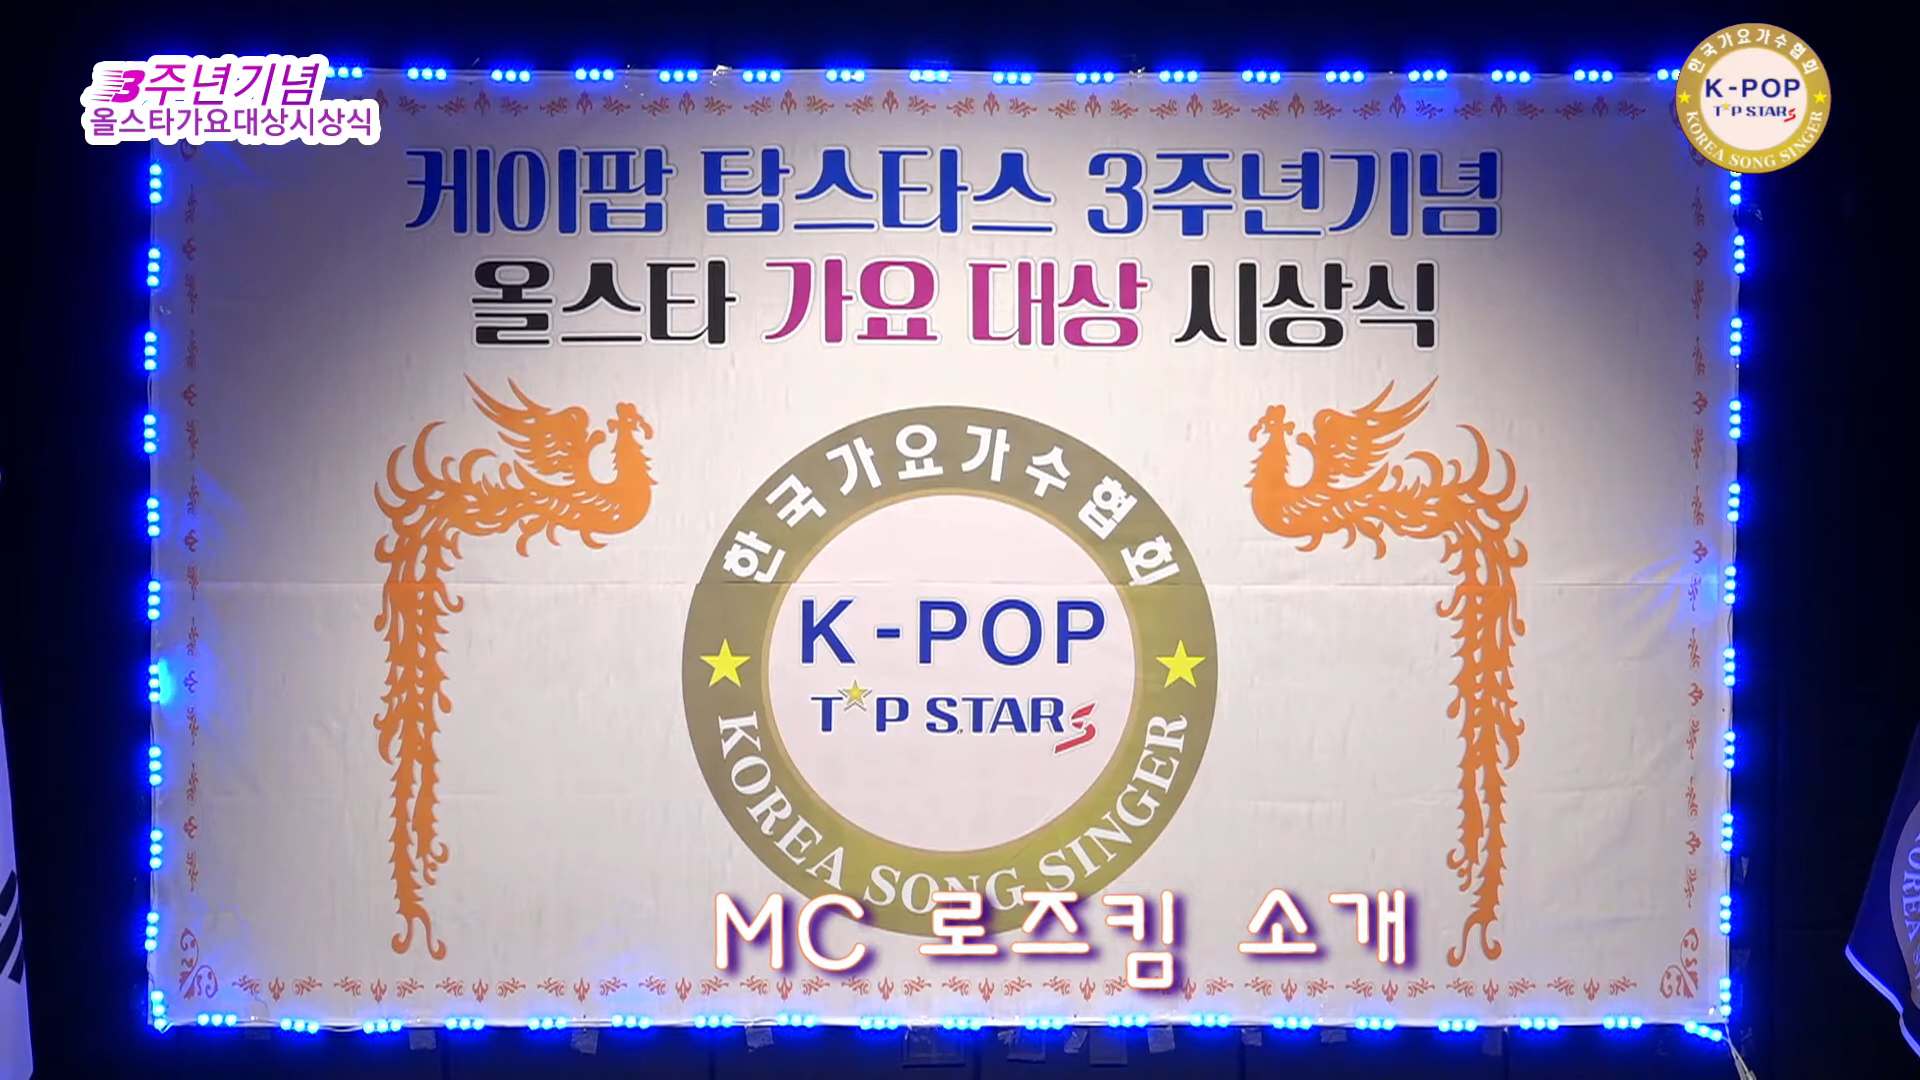 3주년기념
올스타가요대상시상식
한국가요가수협회
K-POP
TOP STARS
KOREA SONG SINGER
케이팝 탑스타스 3주년기념
올스타 가요 대상 시상식
한국가요가수협회
K-POP
TOP STARS
KOREA SONG SINGER
MC 로즈킴 소개